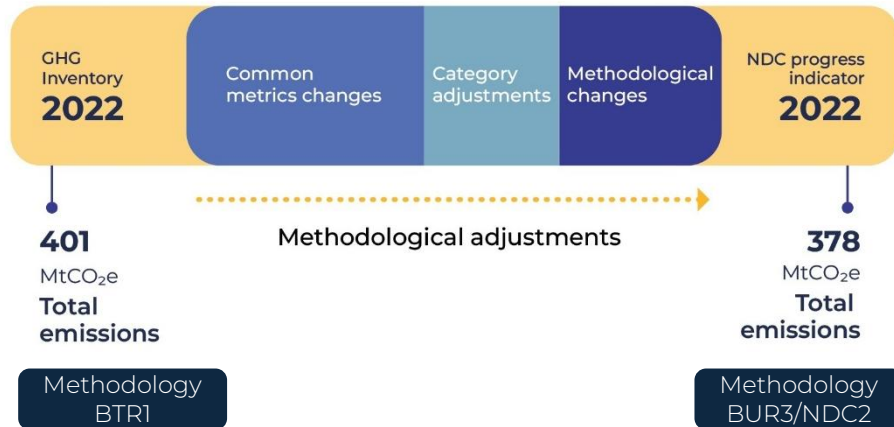 GHG
Inventory
2022
Common
metrics changes
Category
adjustments
Methodological
changes
NDC progress
indicator
2022
Methodological adjustments
401
MtCO₂e
Total
emissions
378
MtCO₂e
Total
emissions
Methodology
BTR1
Methodology
BUR3/NDC2